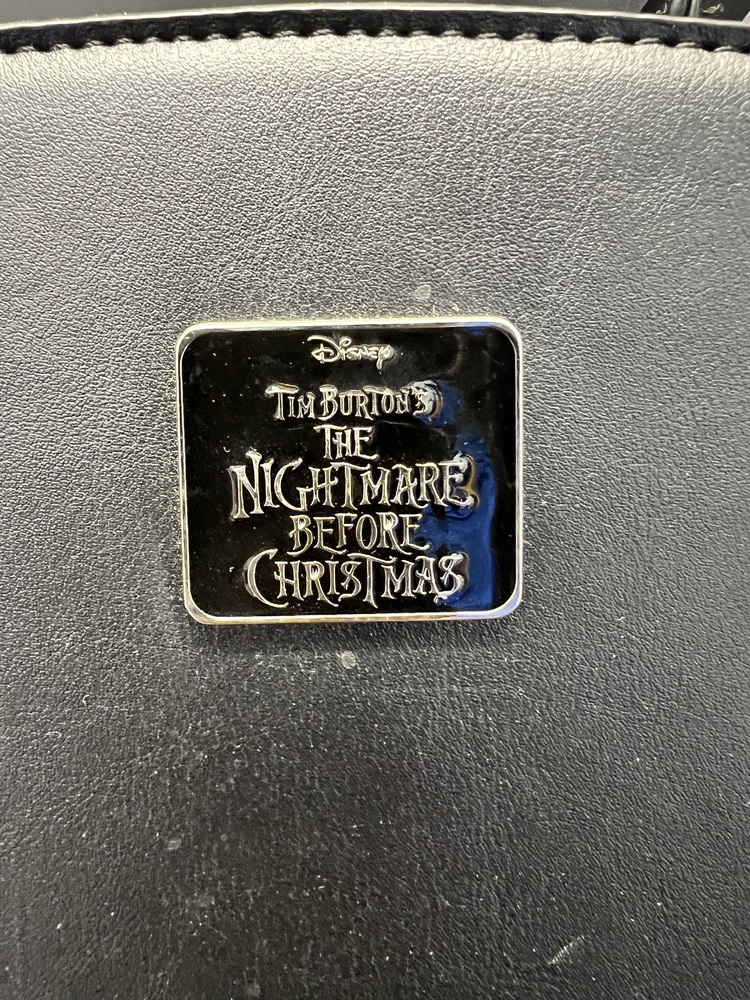 Disney
TIM BURTON'S
THE
NIGHTMARE
BEFORE
CHRISTMAS